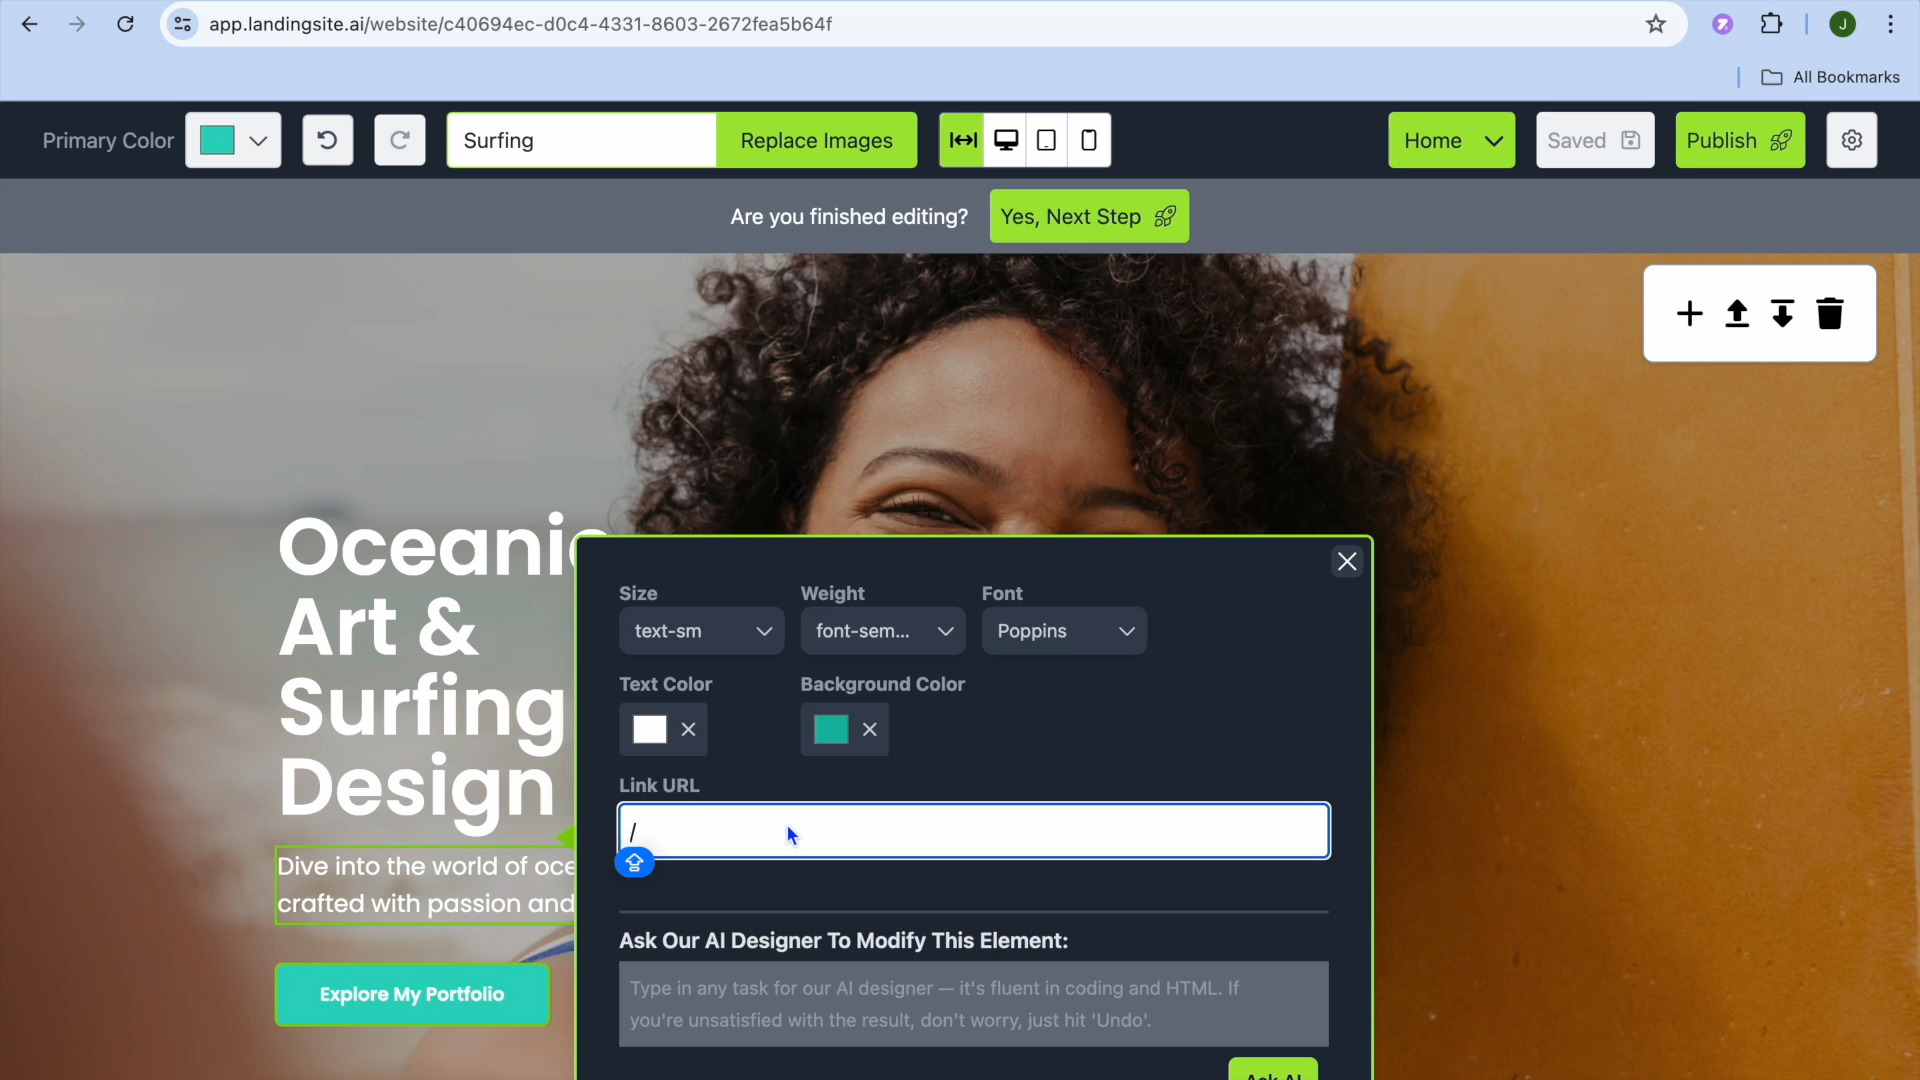 app.landingsite.ai/website/c40694ec-d0c4-4331-8603-2672fea5b64f
J
All Bookmarks
Primary Color
Surfing
Replace Images
Home
Saved
Publish
Are you finished editing?
Yes, Next Step
Oceanic
Art &
Surfing
Design
Dive into the world of oce
crafted with passion and
Explore My Portfolio
Size
Weight
Font
text-sm
font-sem...
Poppins
Text Color
Background Color
Link URL
/
Ask Our AI Designer To Modify This Element:
Type in any task for our AI designer — it's fluent in coding and HTML. If
you're unsatisfied with the result, don't worry, just hit 'Undo'.
Ask AI